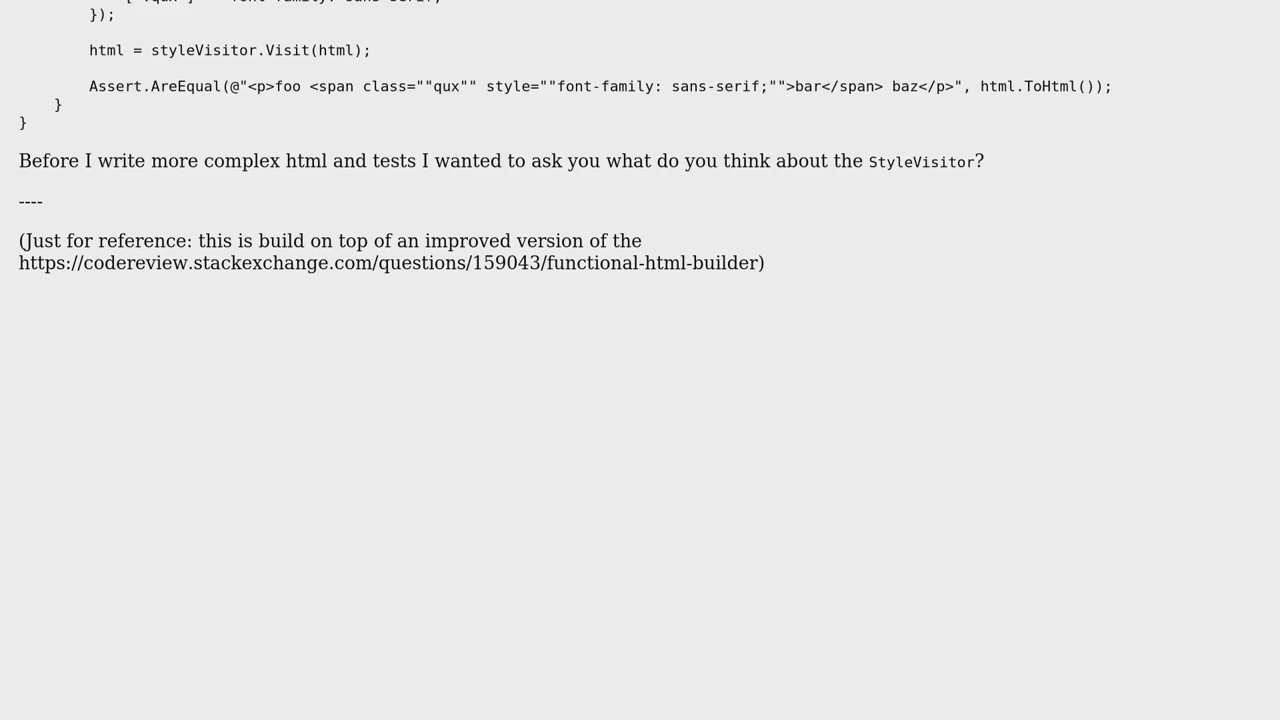 });
html = styleVisitor.Visit(html);
Assert.AreEqual(@"<p>foo <span class=""qux"" style=""font-family: sans-serif;"">bar</span> baz</p>", html.ToHtml());
}
}
Before I write more complex html and tests I wanted to ask you what do you think about the StyleVisitor?
----
(Just for reference: this is build on top of an improved version of the
https://codereview.stackexchange.com/questions/159043/functional-html-builder)